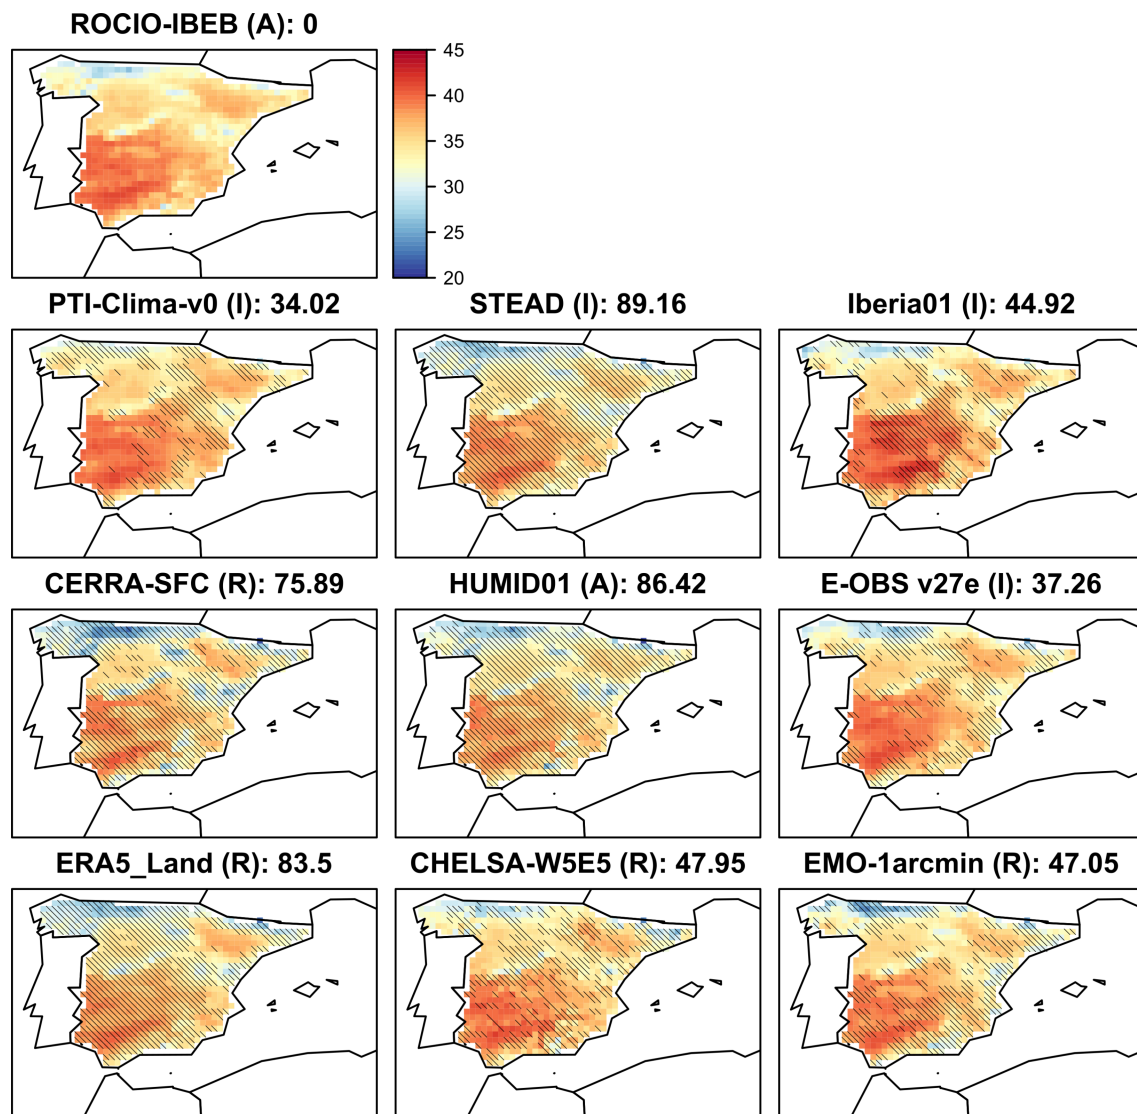 ROCIO-IBEB (A): 0
45
40
35
30
25
20
PTI-Clima-v0 (I): 34.02
STEAD (I): 89.16
Iberia01 (I): 44.92
CERRA-SFC (R): 75.89
HUMID01 (A): 86.42
E-OBS v27e (I): 37.26
ERA5_Land (R): 83.5
CHELSA-W5E5 (R): 47.95
EMO-1arcmin (R): 47.05